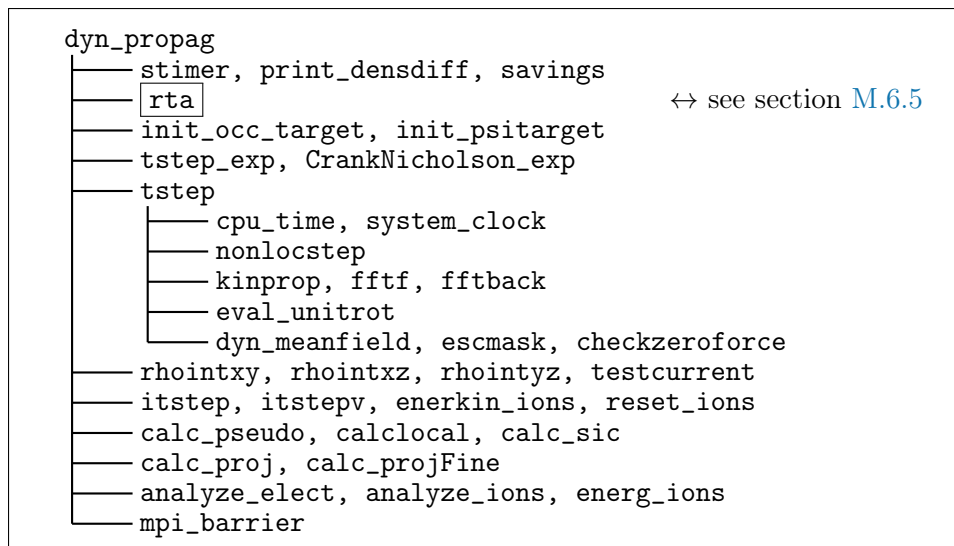 dyn_propag
stimer, print_densdiff, savings
rta ↔ see section M.6.5
init_occ_target, init_psitarget
tstep_exp, CrankNicholson_exp
tstep
cpu_time, system_clock
nonlocstep
kinprop, fftf, fftback
eval_unitrot
dyn_meanfield, escmask, checkzeroforce
rhointxy, rhointxz, rhointyz, testcurrent
itstep, itstepv, enerkin_ions, reset_ions
calc_pseudo, calclocal, calc_sic
calc_proj, calc_projFine
analyze_elect, analyze_ions, energ_ions
mpi_barrier